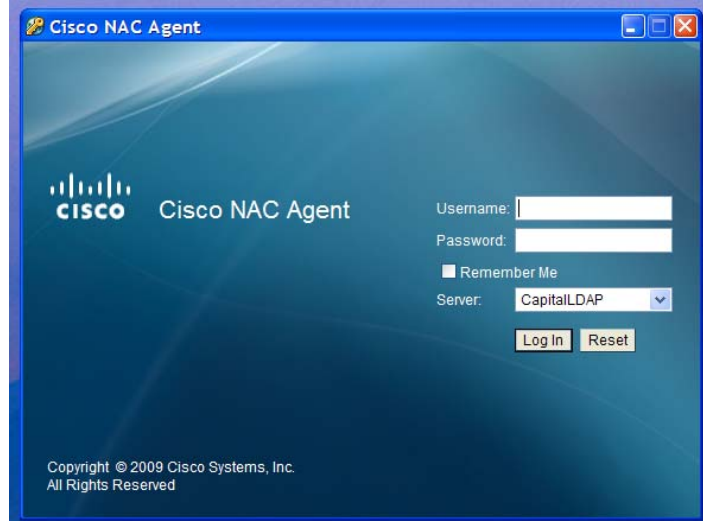 Cisco NAC Agent
CISCO
Cisco NAC Agent
Username:
Password:
Remember Me
Server: CapitalLDAP
Log In Reset
Copyright © 2009 Cisco Systems, Inc.
All Rights Reserved